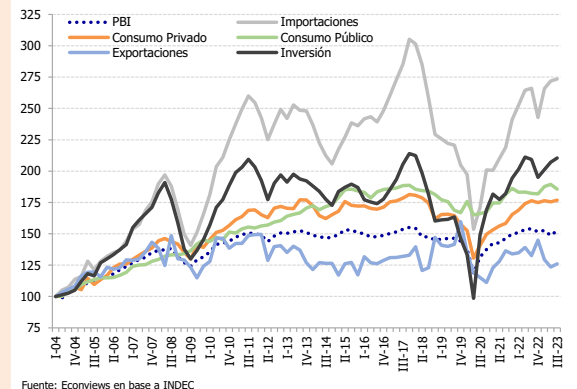 PBI
Importaciones
Consumo Privado
Consumo Público
Exportaciones
Inversión
325
300
275
250
225
200
175
150
125
100
75
I-04
IV-04
III-05
II-06
I-07
IV-07
III-08
II-09
I-10
IV-10
III-11
II-12
I-13
IV-13
III-14
II-15
I-16
IV-16
III-17
II-18
I-19
IV-19
III-20
II-21
I-22
IV-22
III-23
Fuente: Econviews en base a INDEC